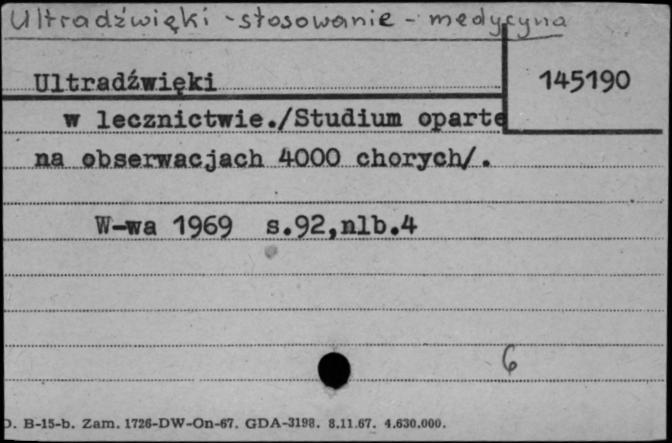 Ultradźwięki - stosowanie - medycyna
Ultradźwięki
145190
w lecznictwie./Studium oparte
na obserwacjach 4000 chorych/.
W-wa 1969 s.92,nlb.4
6
D. B-15-b. Zam. 1726-DW-On-67. GDA-3198. 8.11.67. 4.630.000.